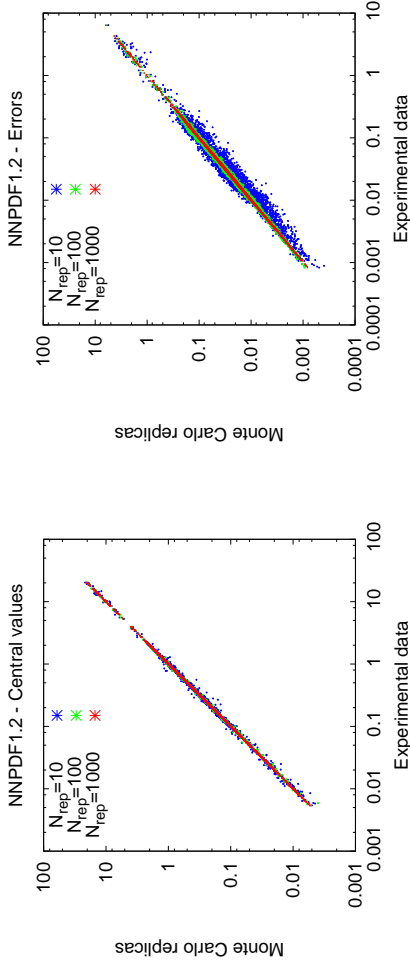 NNPDF1.2 - Central values
Monte Carlo replicas
100
10
1
0.1
0.01
0.001
N_rep=10
N_rep=100
N_rep=1000
0.001 0.01 0.1 1 10 100
Experimental data
NNPDF1.2 - Errors
Monte Carlo replicas
100
10
1
0.1
0.01
0.001
0.0001
N_rep=10
N_rep=100
N_rep=1000
0.0001 0.001 0.01 0.1 1 10
Experimental data